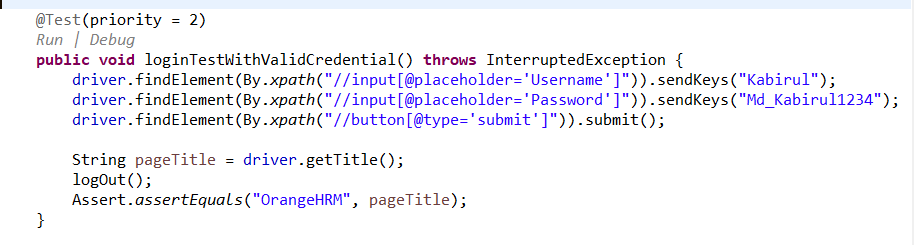 @Test(priority = 2)
Run | Debug
public void loginTestWithValidCredential() throws InterruptedException {
driver.findElement(By.xpath("//input[@placeholder='Username']")).sendKeys("Kabirul");
driver.findElement(By.xpath("//input[@placeholder='Password']")).sendKeys("Md_Kabirul1234");
driver.findElement(By.xpath("//button[@type='submit']")).submit();
String pageTitle = driver.getTitle();
logOut();
Assert.assertEquals("OrangeHRM", pageTitle);
}